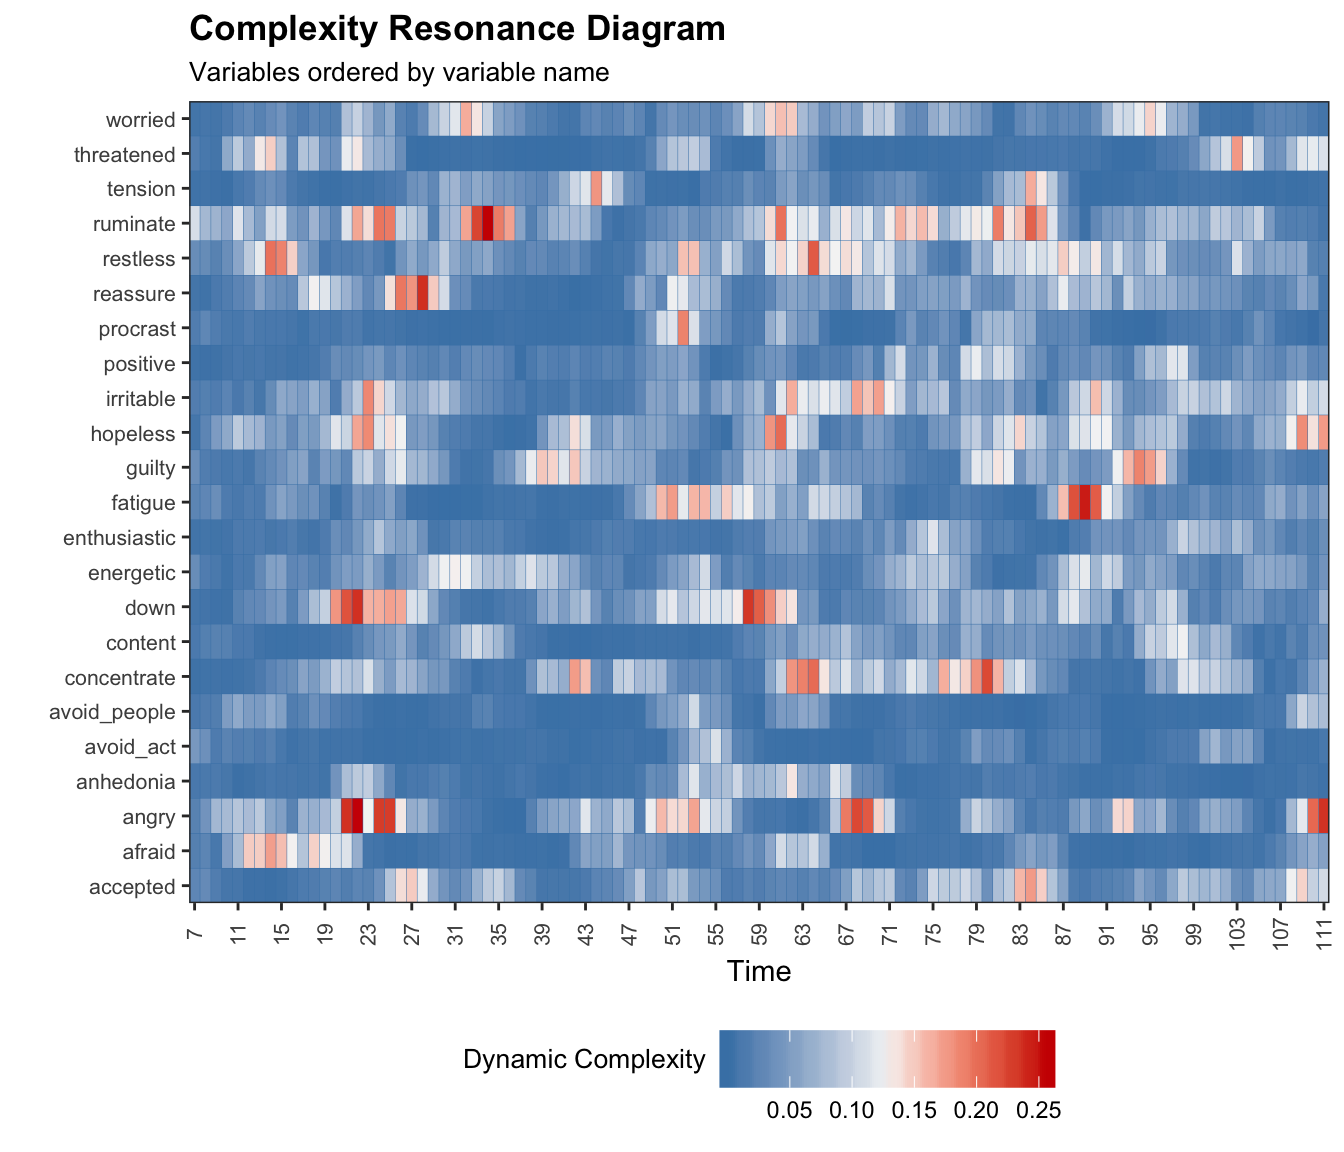 Complexity Resonance Diagram
Variables ordered by variable name
worried
threatened
tension
ruminate
restless
reassure
procrast
positive
irritable
hopeless
guilty
fatigue
enthusiastic
energetic
down
content
concentrate
avoid_people
avoid_act
anhedonia
angry
afraid
accepted
7 11 15 19 23 27 31 35 39 43 47 51 55 59 63 67 71 75 79 83 87 91 95 99 103 107 111
Time
Dynamic Complexity
0.05 0.10 0.15 0.20 0.25